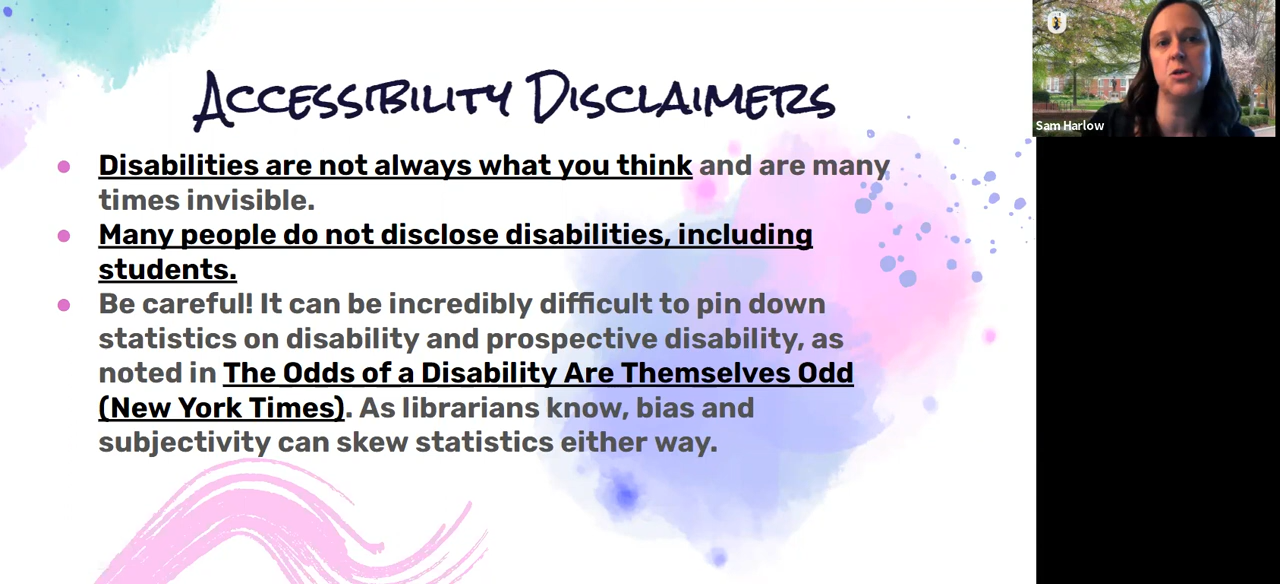 Accessibility Disclaimers
Disabilities are not always what you think and are many
times invisible.
Many people do not disclose disabilities, including
students.
Be careful! It can be incredibly difficult to pin down
statistics on disability and prospective disability, as
noted in The Odds of a Disability Are Themselves Odd
(New York Times). As librarians know, bias and
subjectivity can skew statistics either way.
Sam Harlow